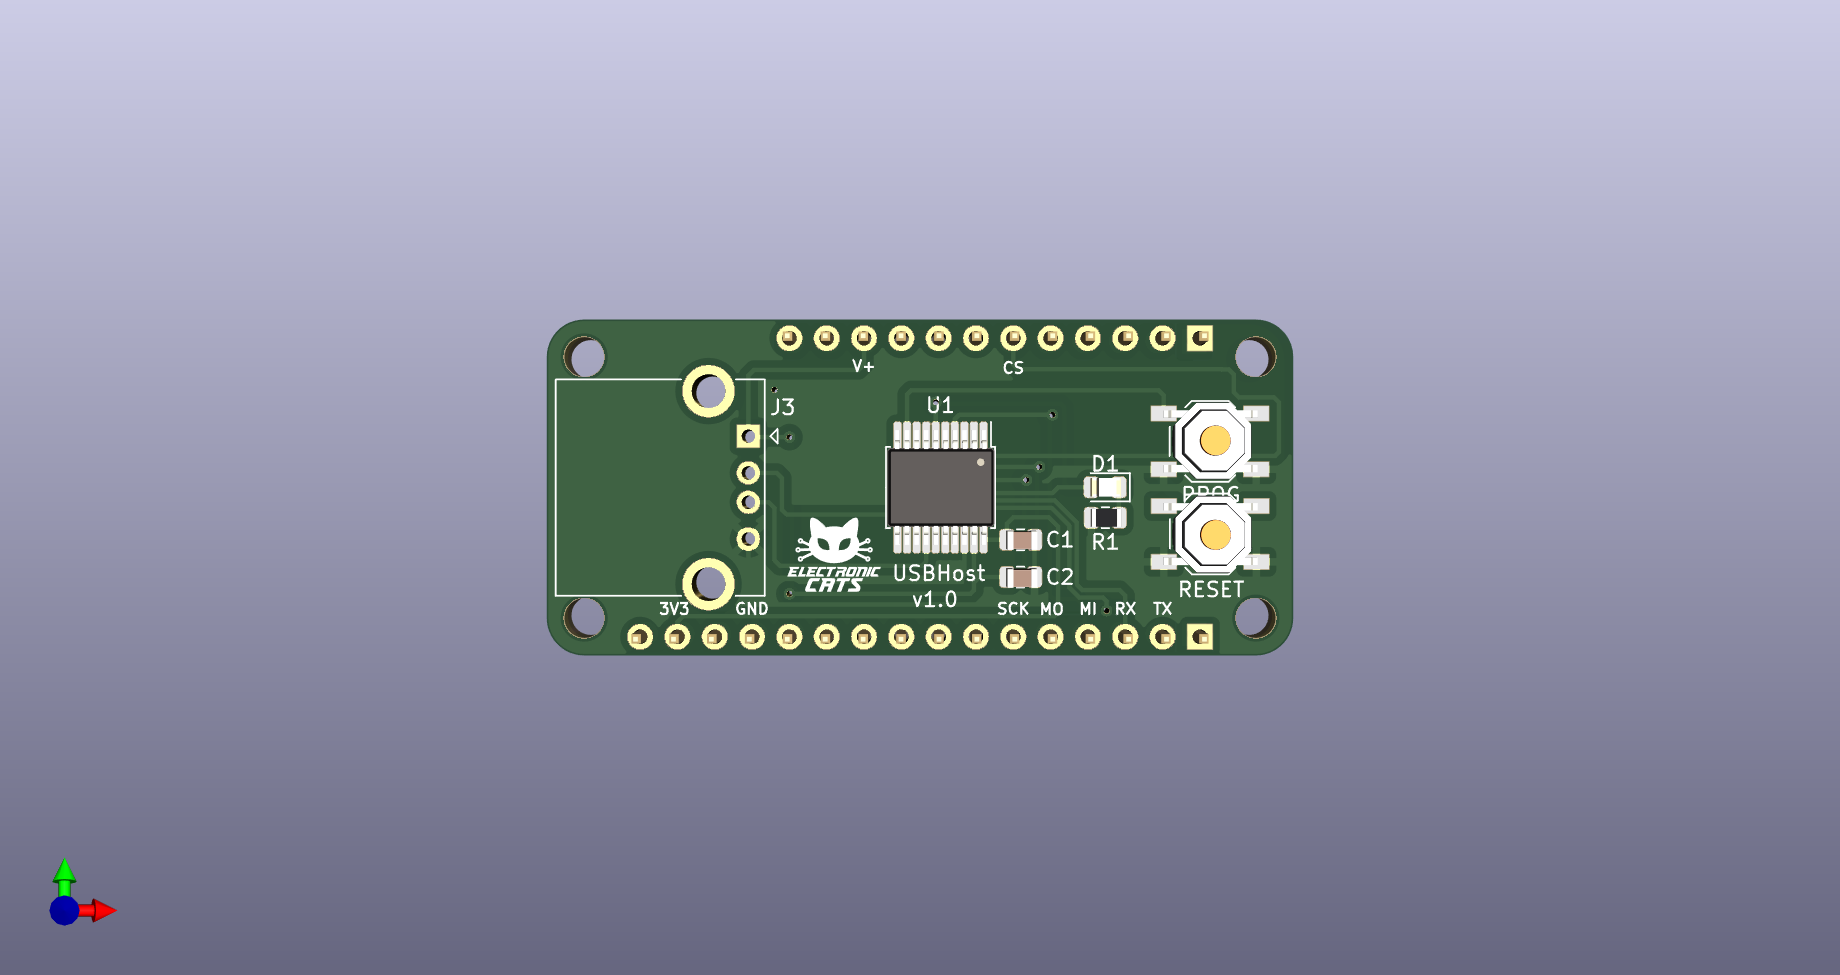 V+
CS
J3
U1
D1
PROG
R1
C1
ELECTRONIC
CATS
USBHost
v1.0
C2
RESET
3V3
GND
SCK
MO
MI
RX
TX